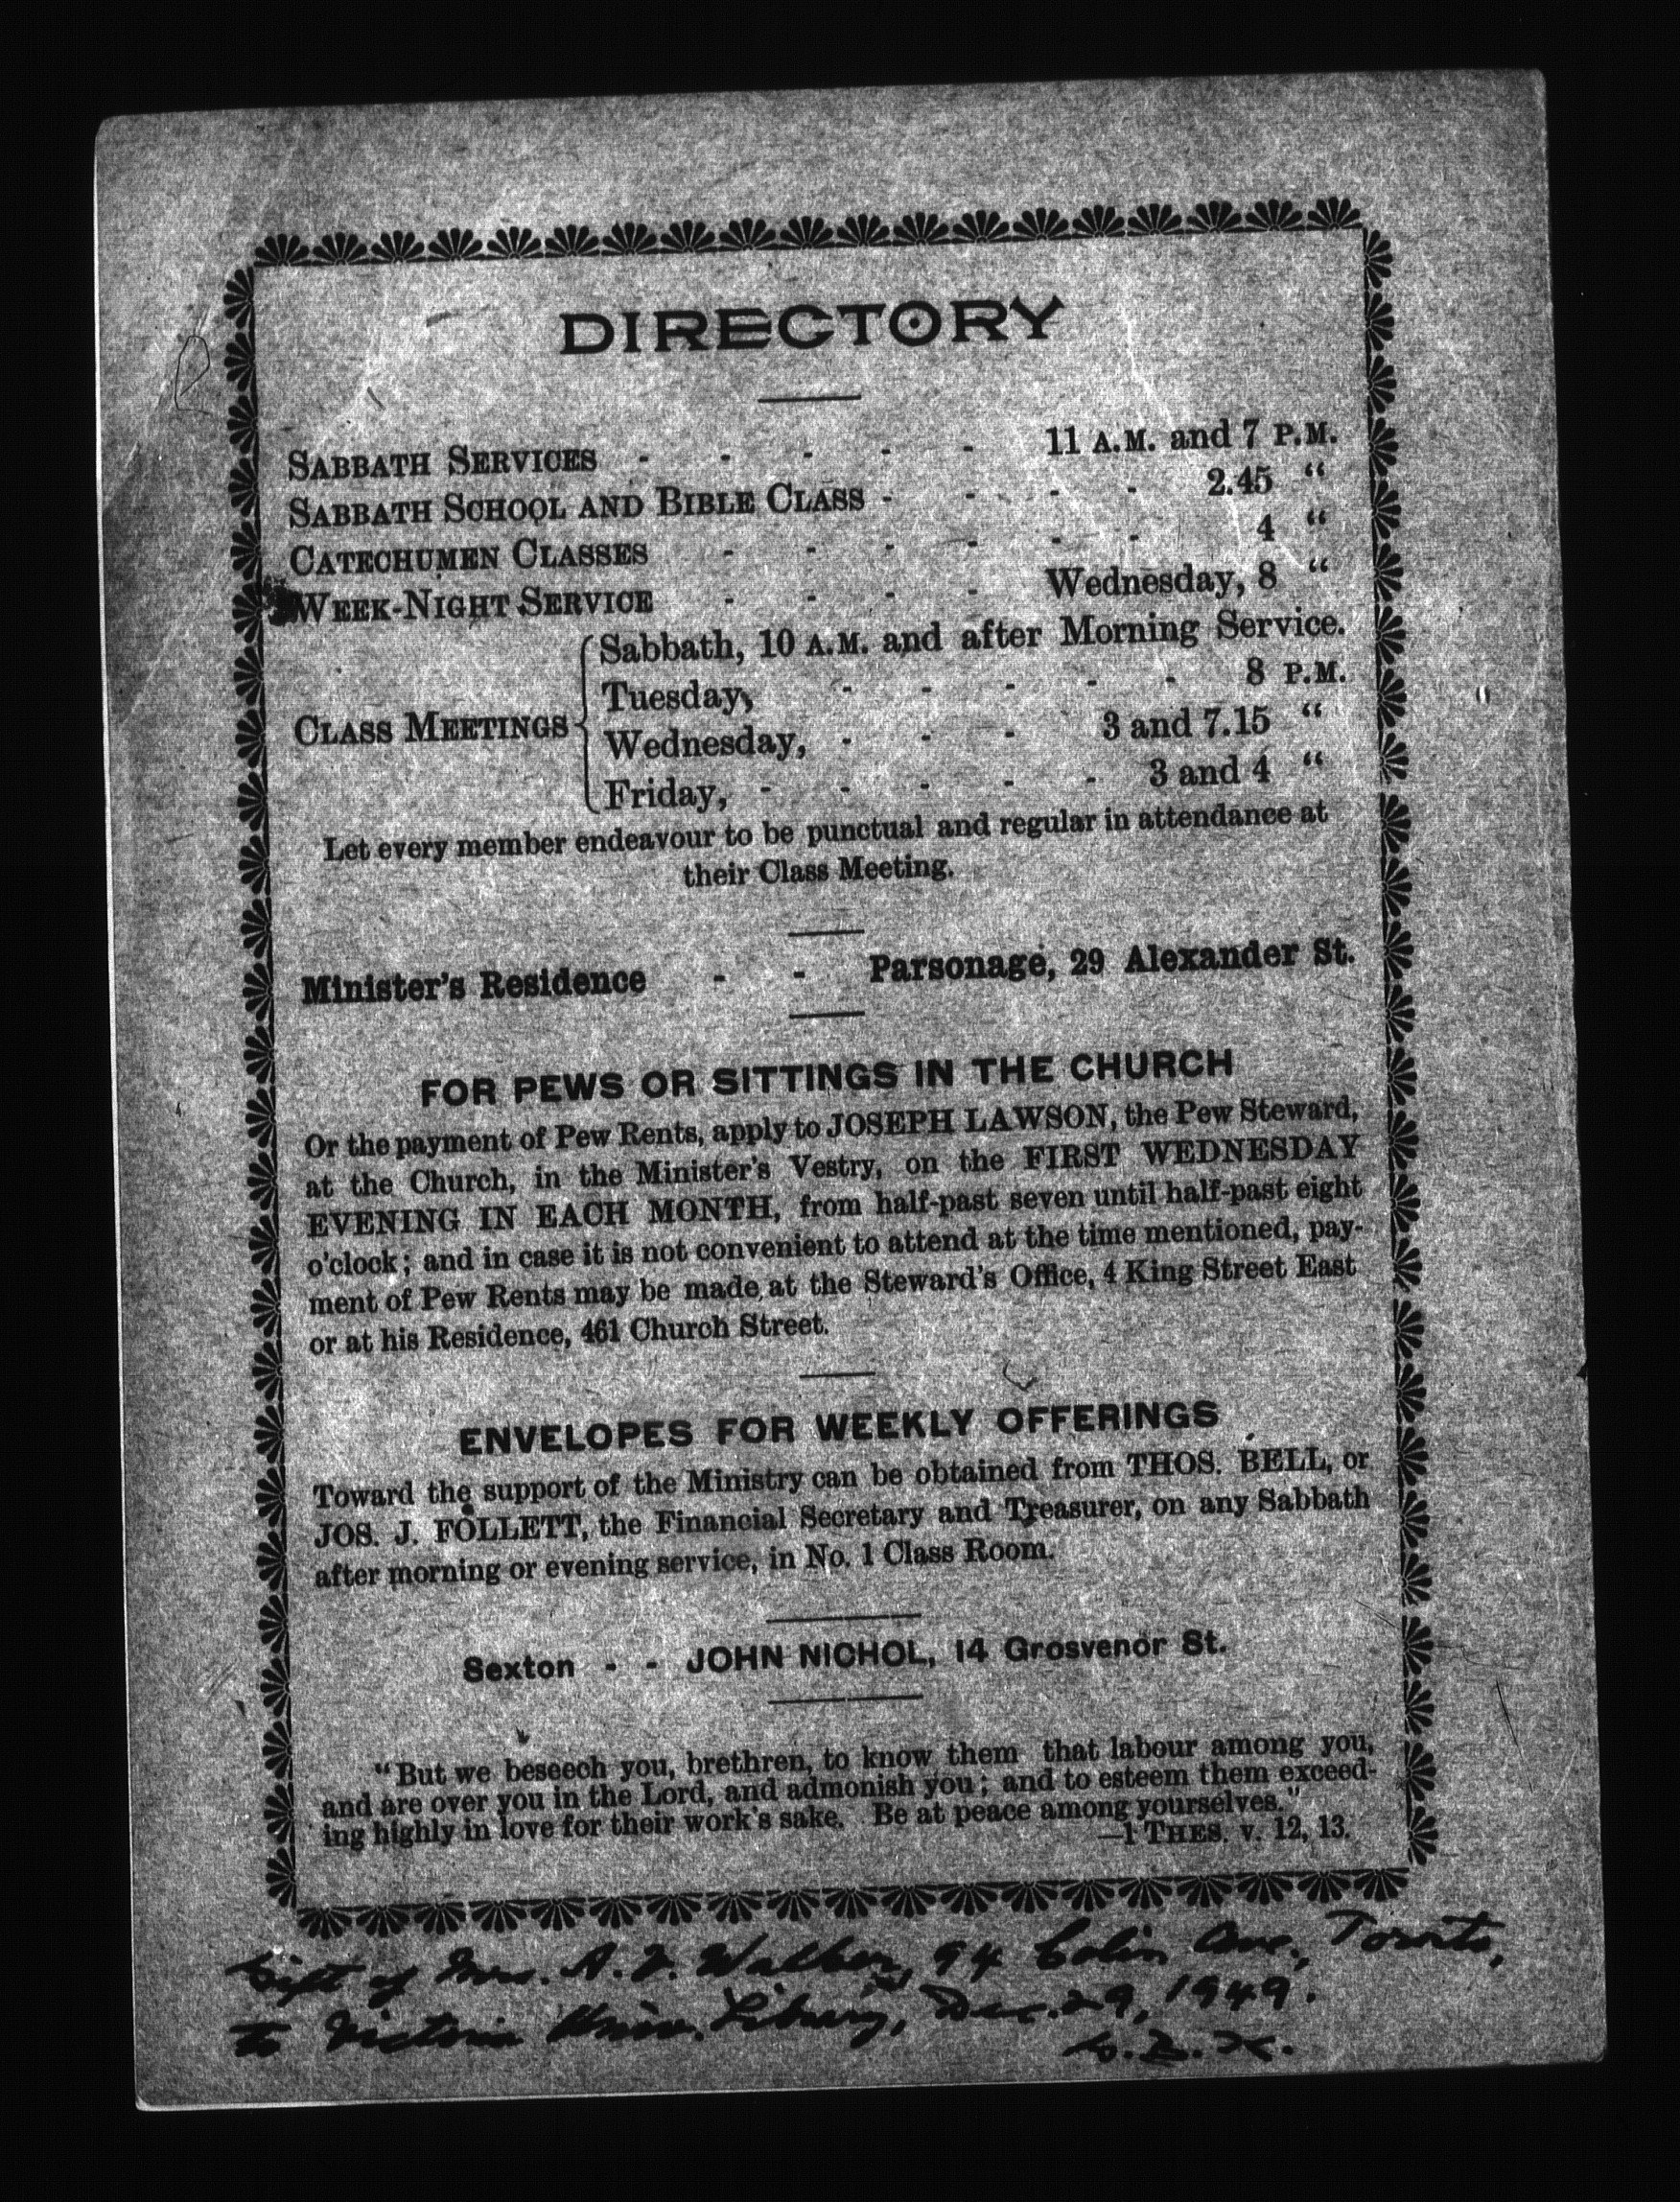 DIRECTORY
SABBATH SERVICES - - - - - 11 A.M. and 7 P.M.
SABBATH SCHOOL AND BIBLE CLASS - - - - 2.45 “
CATECHUMEN CLASSES - - - - - - 4 “
WEEK-NIGHT SERVICE - - - - Wednesday, 8 “
CLASS MEETINGS { Sabbath, 10 A.M. and after Morning Service.
Tuesday, - - - - - 8 P.M.
Wednesday, - - - 3 and 7.15 “
Friday, - - - - - 3 and 4 “
Let every member endeavour to be punctual and regular in attendance at
their Class Meeting.
Minister's Residence - - Parsonage, 29 Alexander St.
FOR PEWS OR SITTINGS IN THE CHURCH
Or the payment of Pew Rents, apply to JOSEPH LAWSON, the Pew Steward,
at the Church, in the Minister's Vestry, on the FIRST WEDNESDAY
EVENING IN EACH MONTH, from half-past seven until half-past eight
o'clock; and in case it is not convenient to attend at the time mentioned, pay-
ment of Pew Rents may be made at the Steward's Office, 4 King Street East
or at his Residence, 461 Church Street.
ENVELOPES FOR WEEKLY OFFERINGS
Toward the support of the Ministry can be obtained from THOS. BELL, or
JOS. J. FOLLETT, the Financial Secretary and Treasurer, on any Sabbath
after morning or evening service, in No. 1 Class Room.
Sexton - - JOHN NICHOL, 14 Grosvenor St.
“But we beseech you, brethren, to know them that labour among you,
and are over you in the Lord, and admonish you; and to esteem them exceed-
ing highly in love for their work's sake. Be at peace among yourselves.”
—1 THES. v. 12, 13.
Gift of Mrs. A. Walker, 94 Colin Ave., Toronto,
to Victoria Univ. Library, Dec. 29, 1949.